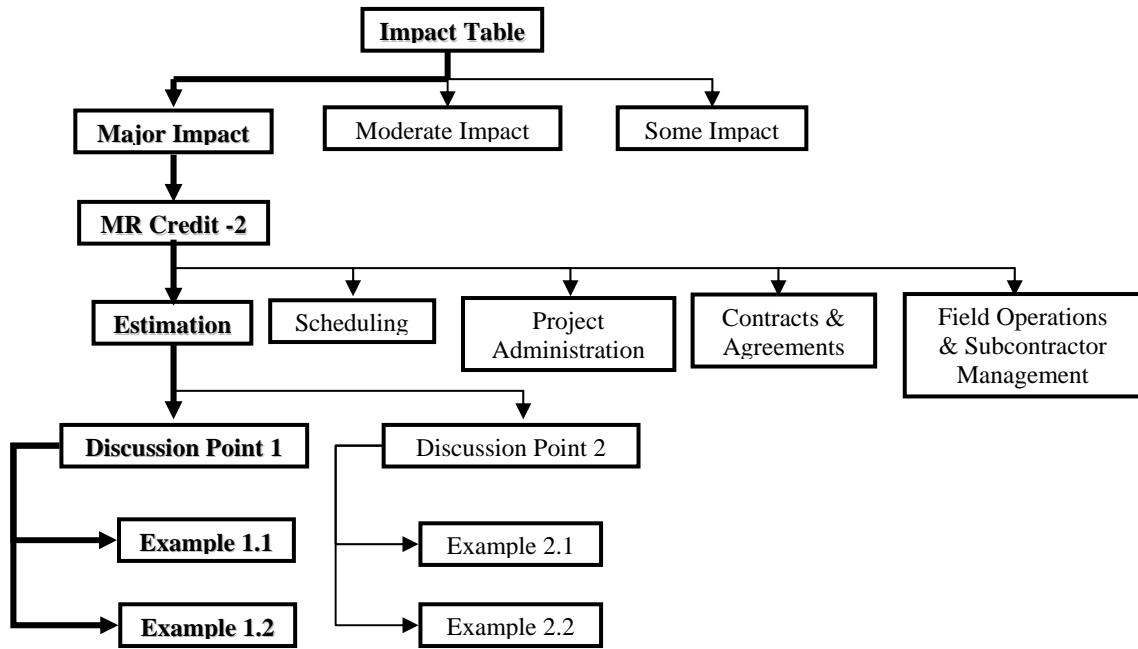 Impact Table
Major Impact
Moderate Impact
Some Impact
MR Credit -2
Estimation
Scheduling
Project
Administration
Contracts &
Agreements
Field Operations
& Subcontractor
Management
Discussion Point 1
Discussion Point 2
Example 1.1
Example 2.1
Example 1.2
Example 2.2